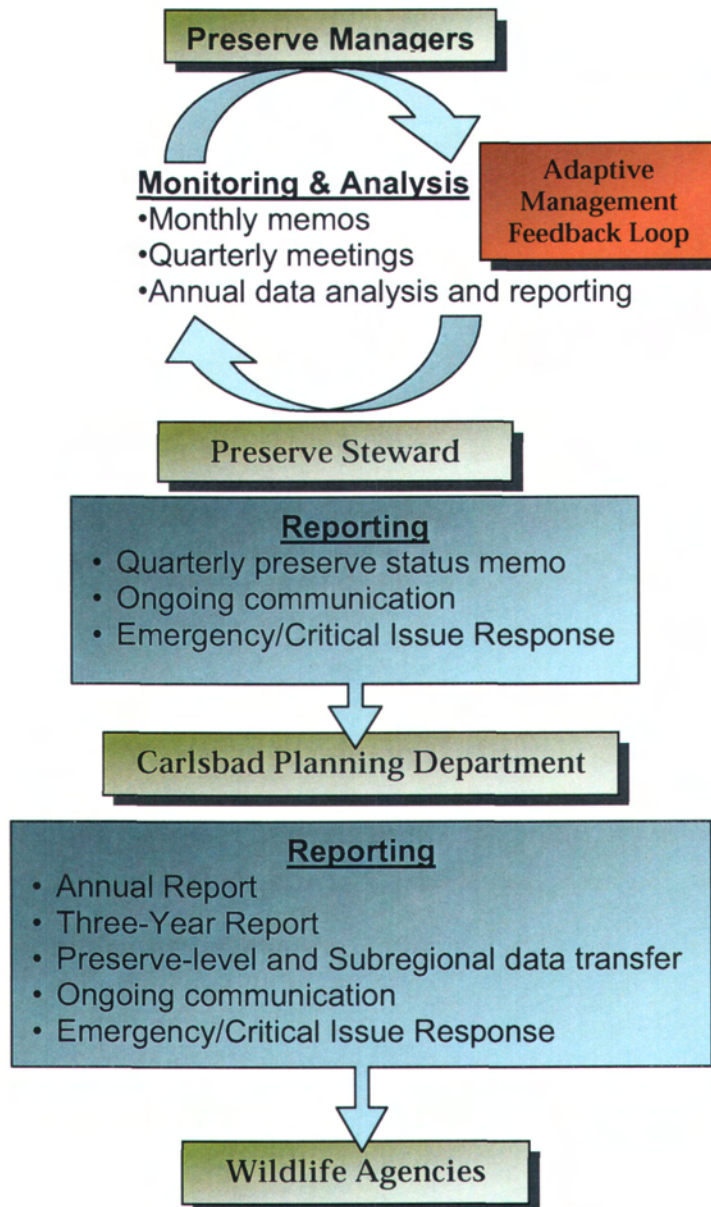 Preserve Managers
Monitoring & Analysis
•Monthly memos
•Quarterly meetings
•Annual data analysis and reporting
Adaptive
Management
Feedback Loop
Preserve Steward
Reporting
• Quarterly preserve status memo
• Ongoing communication
• Emergency/Critical Issue Response
Carlsbad Planning Department
Reporting
• Annual Report
• Three-Year Report
• Preserve-level and Subregional data transfer
• Ongoing communication
• Emergency/Critical Issue Response
Wildlife Agencies